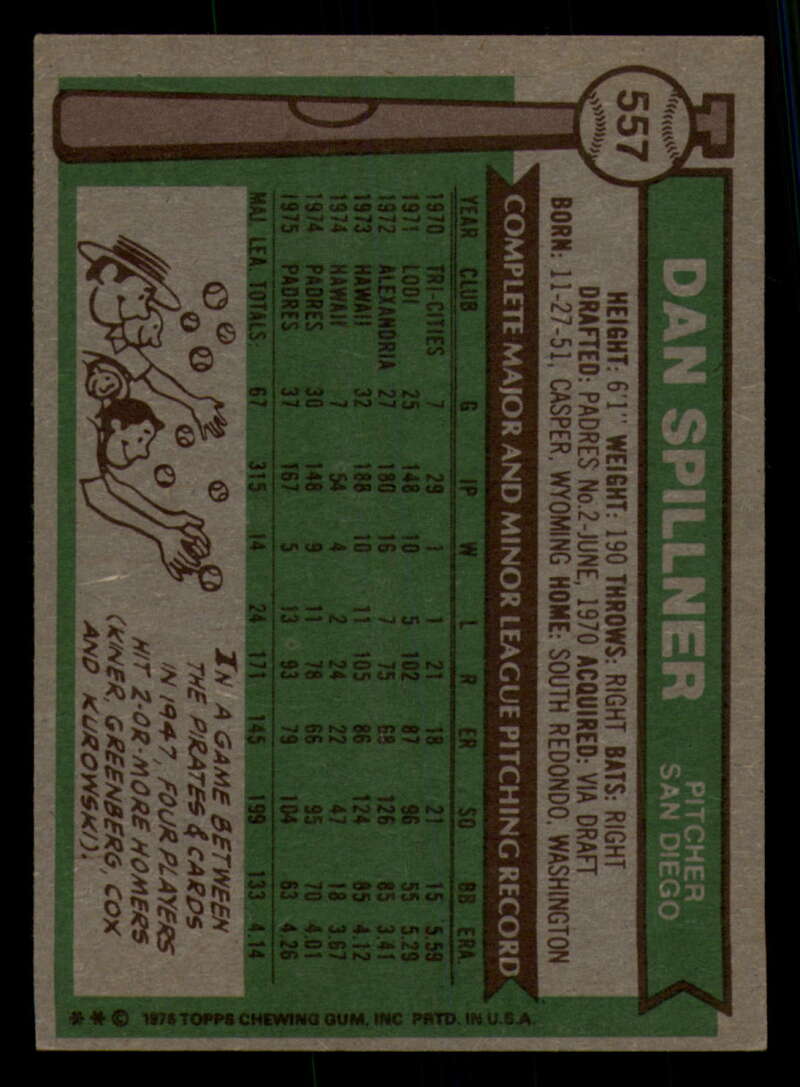 557
DAN SPILLNER
PITCHER
SAN DIEGO
HEIGHT: 6'1" WEIGHT: 190 THROWS: RIGHT BATS: RIGHT
DRAFTED: PADRES No.2-JUNE, 1970 ACQUIRED: VIA DRAFT
BORN: 11-27-51, CASPER, WYOMING HOME: SOUTH REDONDO, WASHINGTON
COMPLETE MAJOR AND MINOR LEAGUE PITCHING RECORD
YEAR CLUB G IP W L R ER SO BB ERA
1970 TRI-CITIES 7 29 1 1 21 18 21 15 5.59
1971 LODI 25 148 10 5 102 87 96 55 5.29
1972 ALEXANDRIA 27 180 16 7 75 68 126 85 3.41
1973 HAWAII 32 188 10 11 105 86 124 85 4.12
1974 HAWAII 7 54 4 2 24 22 47 18 3.67
1974 PADRES 30 148 9 11 78 66 95 70 4.01
1975 PADRES 37 167 5 13 93 79 104 63 4.26
MAJ. LEA. TOTALS 67 315 14 24 171 145 199 133 4.14
IN A GAME BETWEEN
THE PIRATES & CARDS
IN 1947, FOUR PLAYERS
HIT 2-OR-MORE HOMERS
(KINER, GREENBERG, COX
AND KUROWSKI).
** © 1976 TOPPS CHEWING GUM, INC PRTD. IN U.S.A.